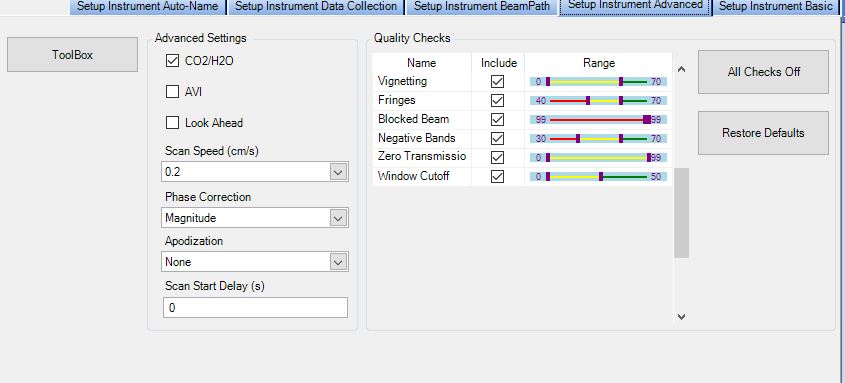 Setup Instrument Auto-Name Setup Instrument Data Collection Setup Instrument BeamPath Setup Instrument Advanced Setup Instrument Basic
ToolBox
Advanced Settings
CO2/H2O
AVI
Look Ahead
Scan Speed (cm/s)
0.2
Phase Correction
Magnitude
Apodization
None
Scan Start Delay (s)
0
Quality Checks
Name Include Range
Vignetting 0 70
Fringes 40 70
Blocked Beam 99 99
Negative Bands 30 70
Zero Transmissio 0 99
Window Cutoff 0 50
All Checks Off
Restore Defaults